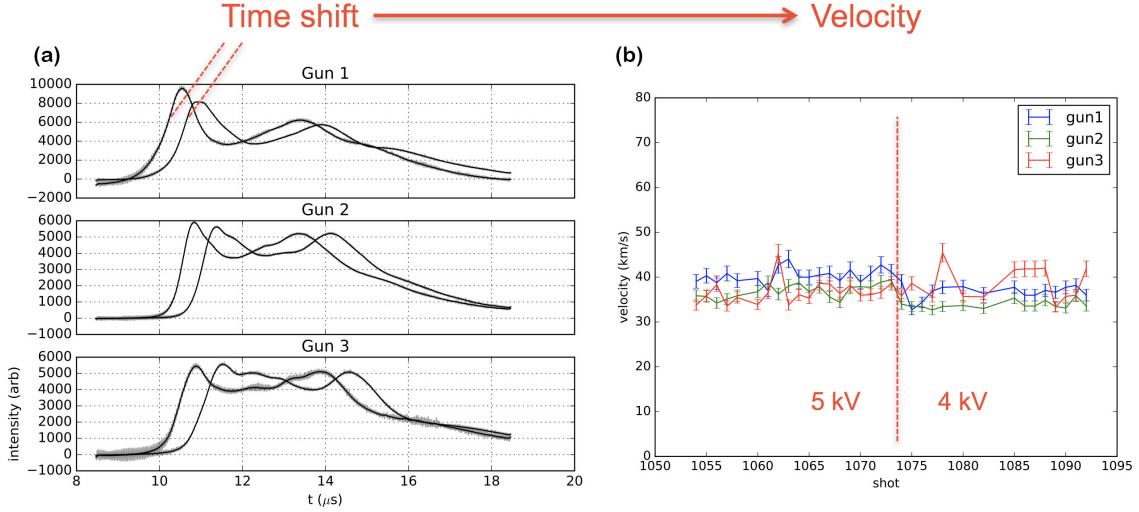 Time shift
Velocity
(a)
Gun 1
10000
8000
6000
4000
2000
0
−2000
Gun 2
6000
5000
4000
3000
2000
1000
0
−1000
Gun 3
6000
5000
4000
3000
2000
1000
0
−1000
intensity (arb)
8 10 12 14 16 18 20
t (μs)
(b)
80
70
60
50
40
30
20
10
0
velocity (km/s)
gun1
gun2
gun3
5 kV
4 kV
1050 1055 1060 1065 1070 1075 1080 1085 1090 1095
shot